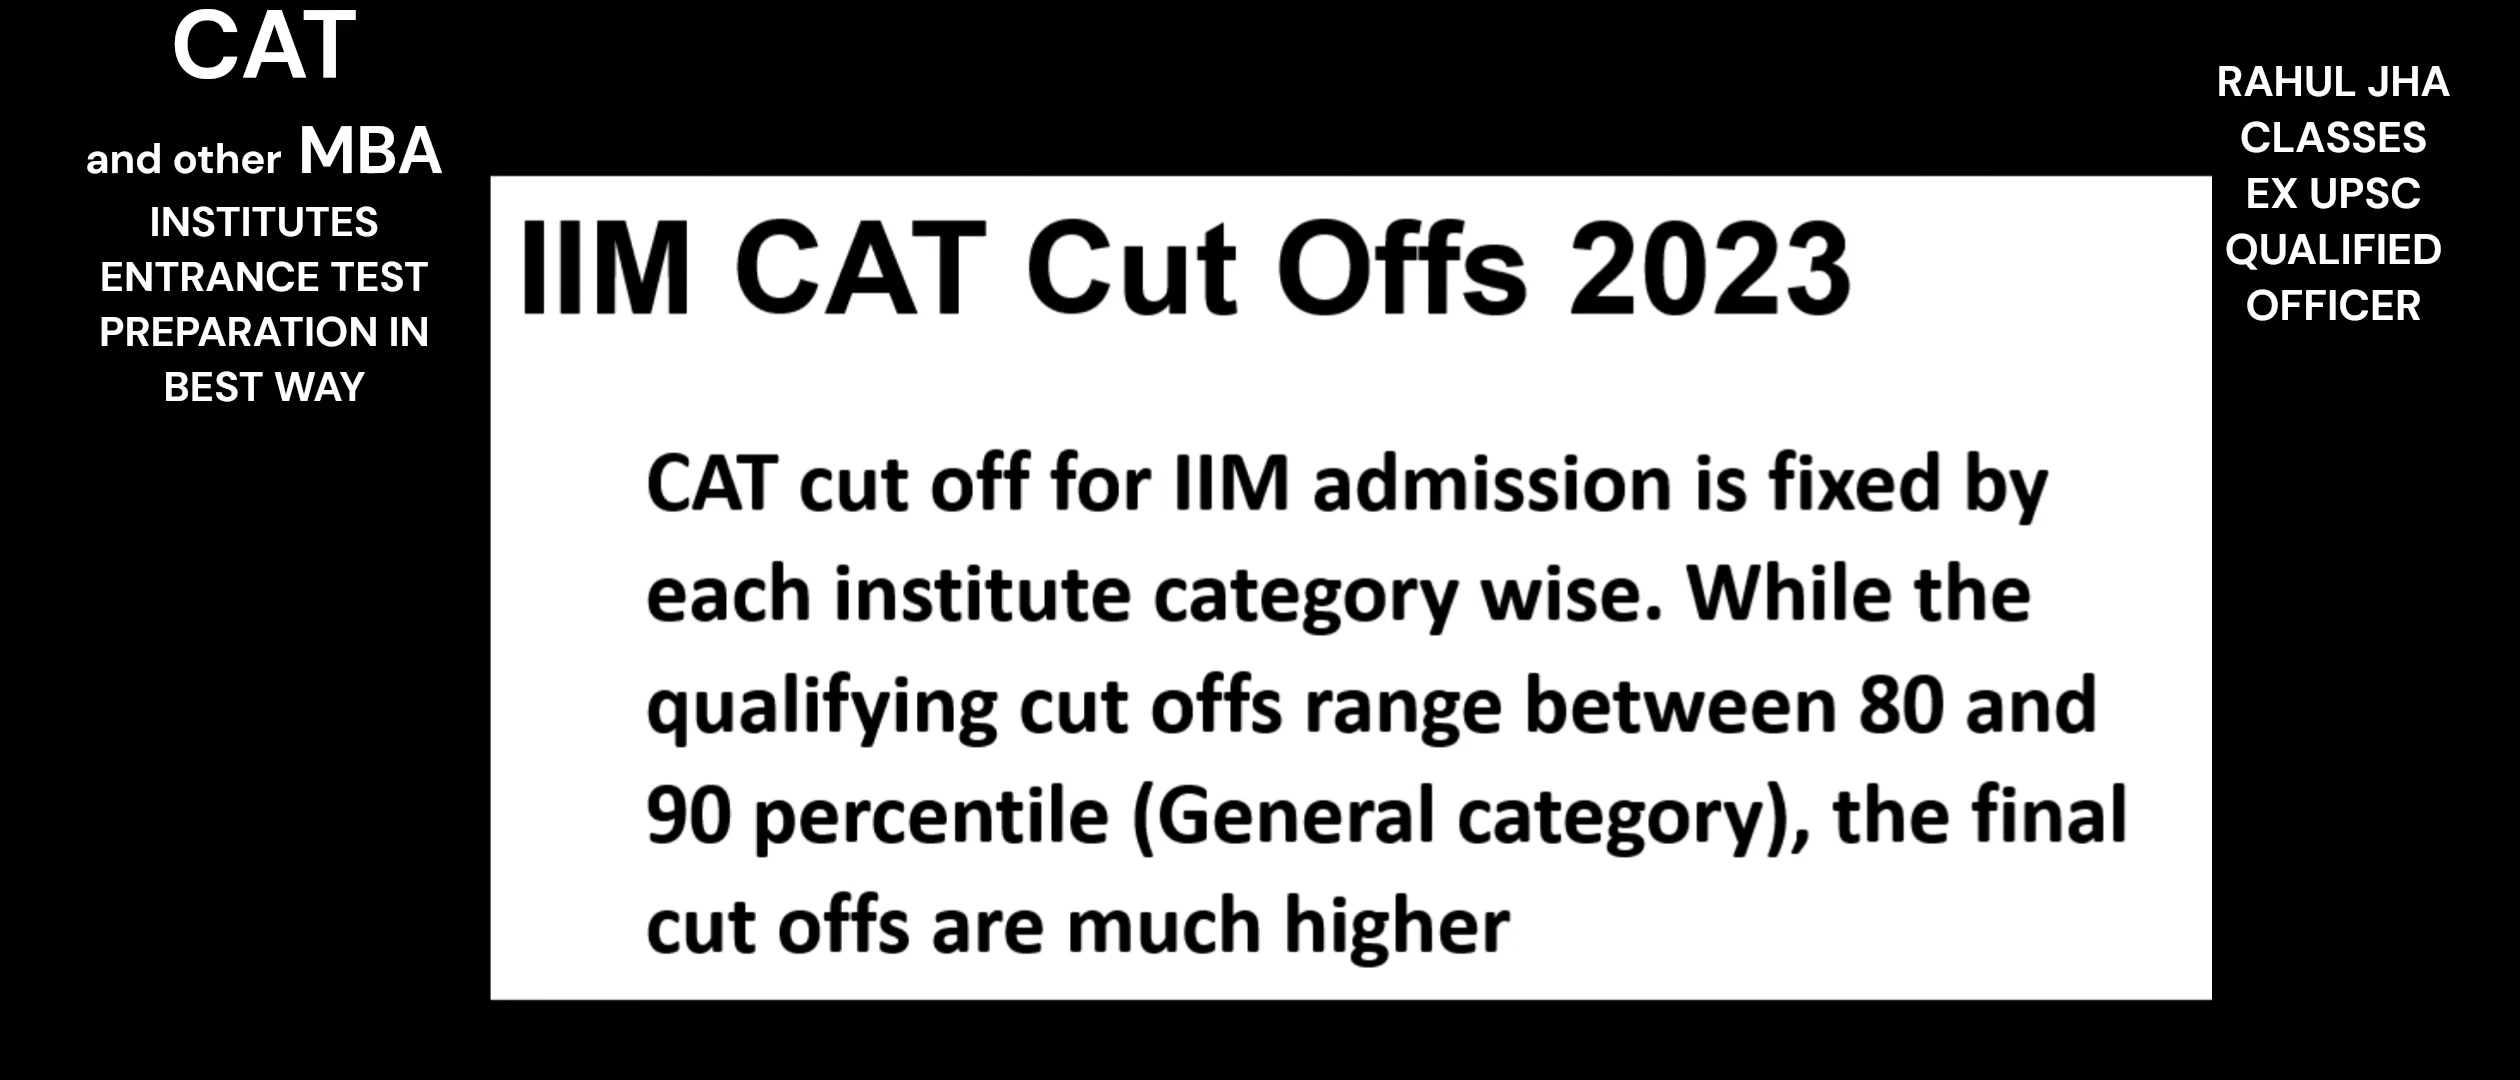 CAT
and other MBA
INSTITUTES
ENTRANCE TEST
PREPARATION IN
BEST WAY
IIM CAT Cut Offs 2023
CAT cut off for IIM admission is fixed by
each institute category wise. While the
qualifying cut offs range between 80 and
90 percentile (General category), the final
cut offs are much higher
RAHUL JHA
CLASSES
EX UPSC
QUALIFIED
OFFICER